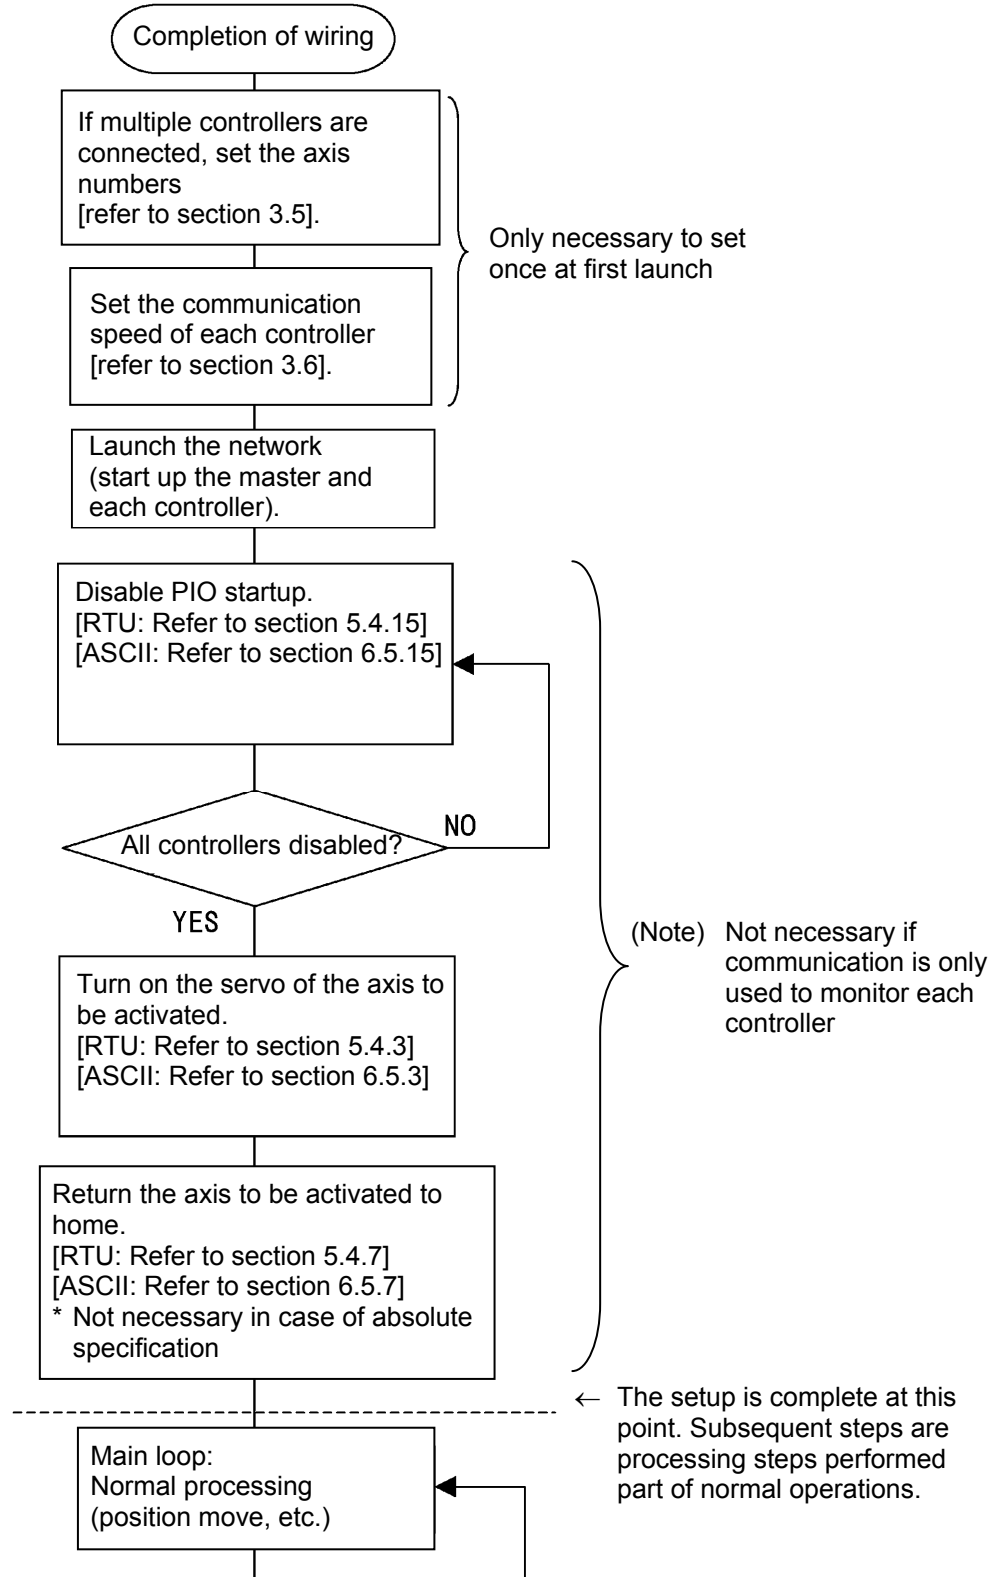 Completion of wiring
If multiple controllers are
connected, set the axis
numbers
[refer to section 3.5].
Only necessary to set
once at first launch
Set the communication
speed of each controller
[refer to section 3.6].
Launch the network
(start up the master and
each controller).
Disable PIO startup.
[RTU: Refer to section 5.4.15]
[ASCII: Refer to section 6.5.15]
All controllers disabled?
NO
YES
(Note) Not necessary if
communication is only
used to monitor each
controller
Turn on the servo of the axis to
be activated.
[RTU: Refer to section 5.4.3]
[ASCII: Refer to section 6.5.3]
Return the axis to be activated to
home.
[RTU: Refer to section 5.4.7]
[ASCII: Refer to section 6.5.7]
* Not necessary in case of absolute
specification
← The setup is complete at this
point. Subsequent steps are
processing steps performed
part of normal operations.
Main loop:
Normal processing
(position move, etc.)